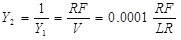 Y₂ = 1/Y₁ = RF/V = 0.0001 RF/LR